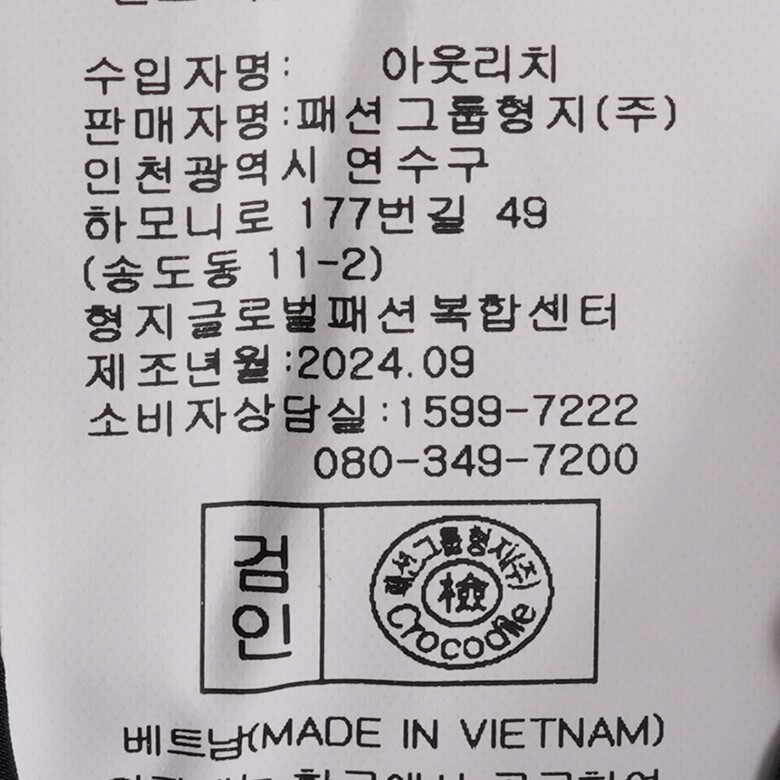 수입자명: 아웃리치
판매자명:패션그룹형지(주)
인천광역시 연수구
하모니로 177번길 49
(송도동 11-2)
형지글로벌패션복합센터
제조년월:2024.09
소비자상담실:1599-7222
080-349-7200
검인
패션그룹형지(주)
檢
Crocodile
베트남(MADE IN VIETNAM)